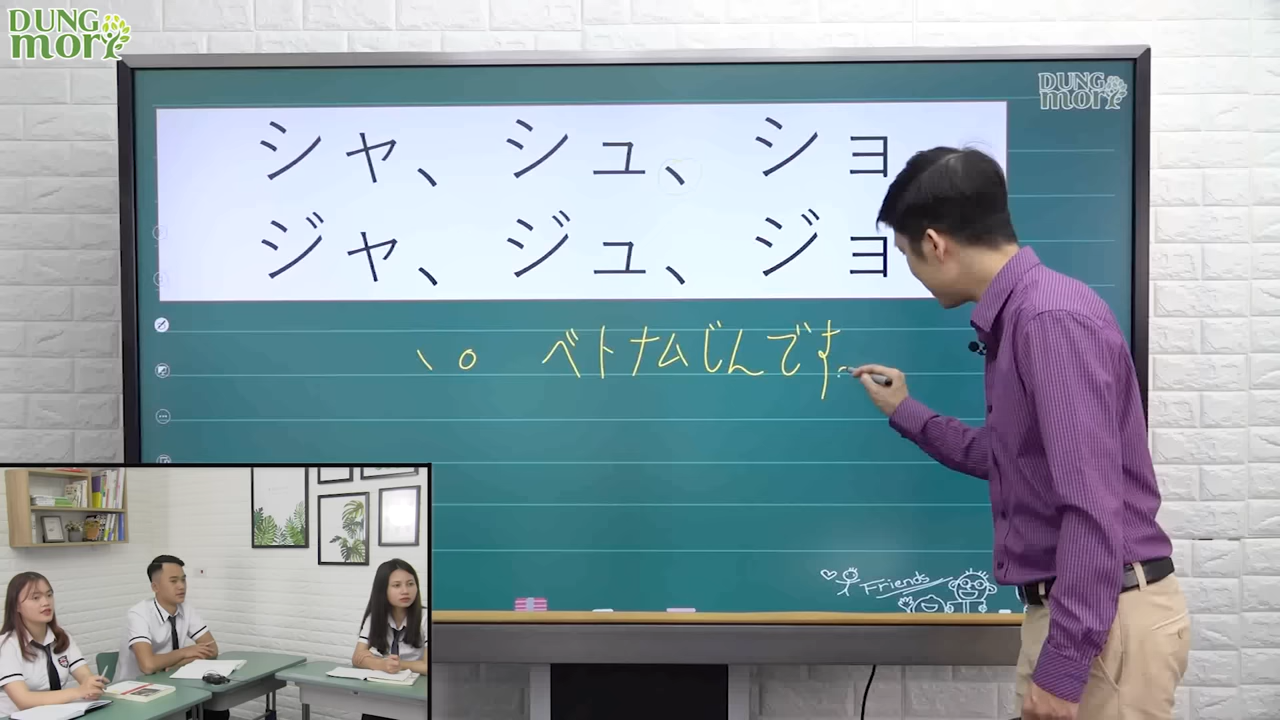 DUNG
mori
DUNG
mori
シャ、シュ、ショ
ジャ、ジュ、ジョ
、。 ベトナムじんです。
Friends